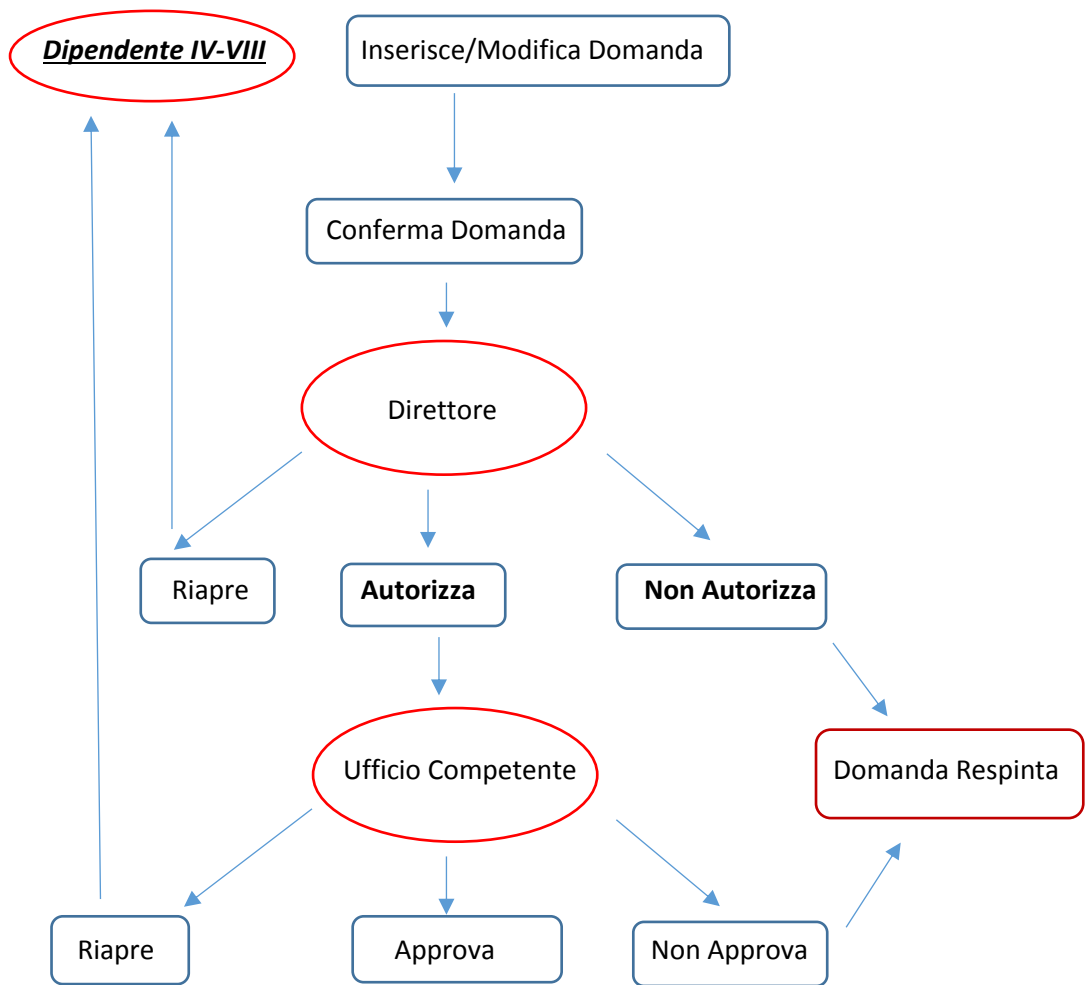 Dipendente IV-VIII
Inserisce/Modifica Domanda
Conferma Domanda
Direttore
Riapre
Autorizza
Non Autorizza
Ufficio Competente
Domanda Respinta
Riapre
Approva
Non Approva